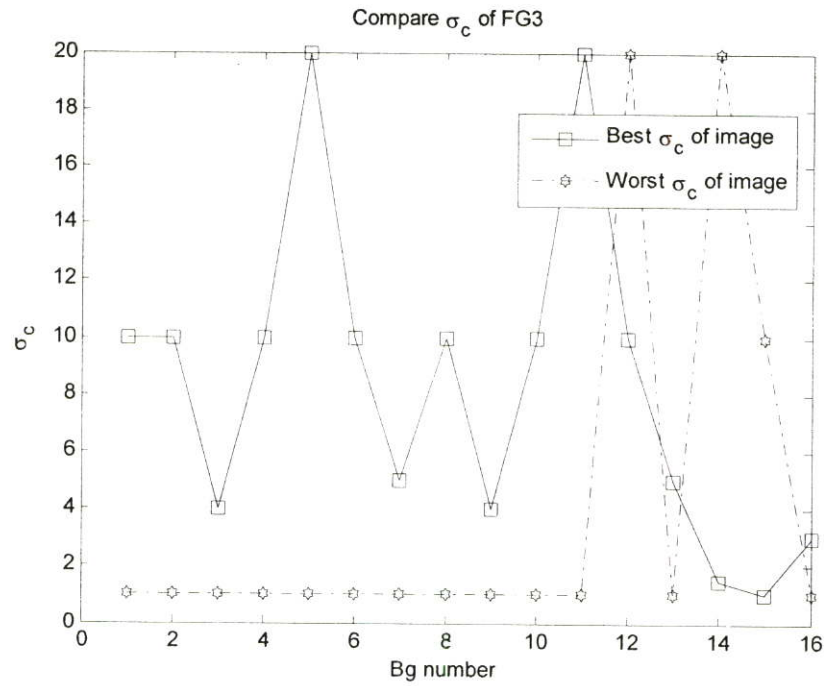 Compare σc of FG3
20
18
16
14
12
10
8
6
4
2
0
σc
Best σc of image
Worst σc of image
0 2 4 6 8 10 12 14 16
Bg number